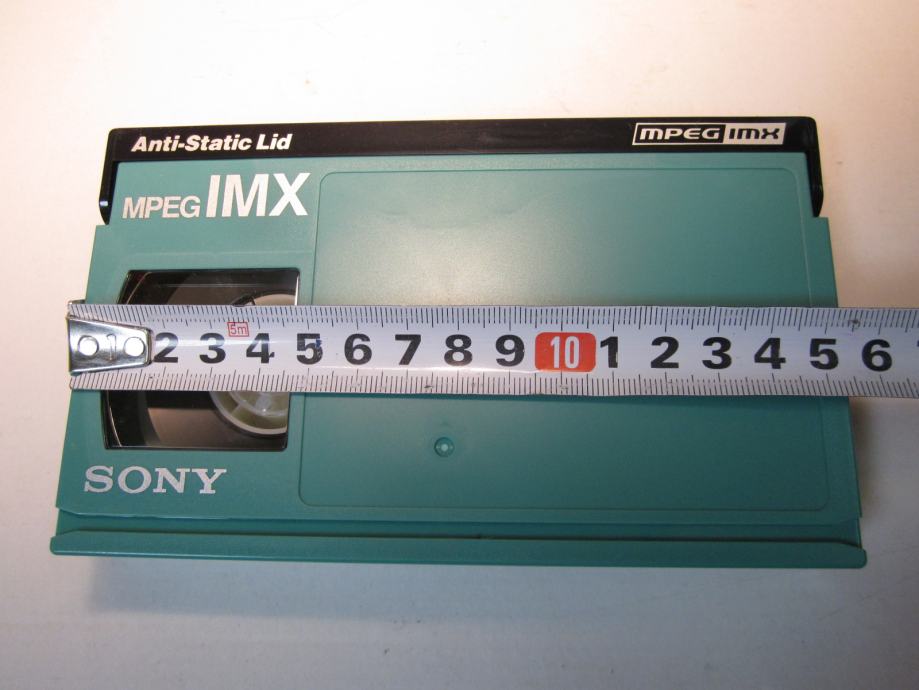 Anti-Static Lid
MPEG IMX
MPEG IMX
5m
1 2 3 4 5 6 7 8 9 10 1 2 3 4 5 6
SONY